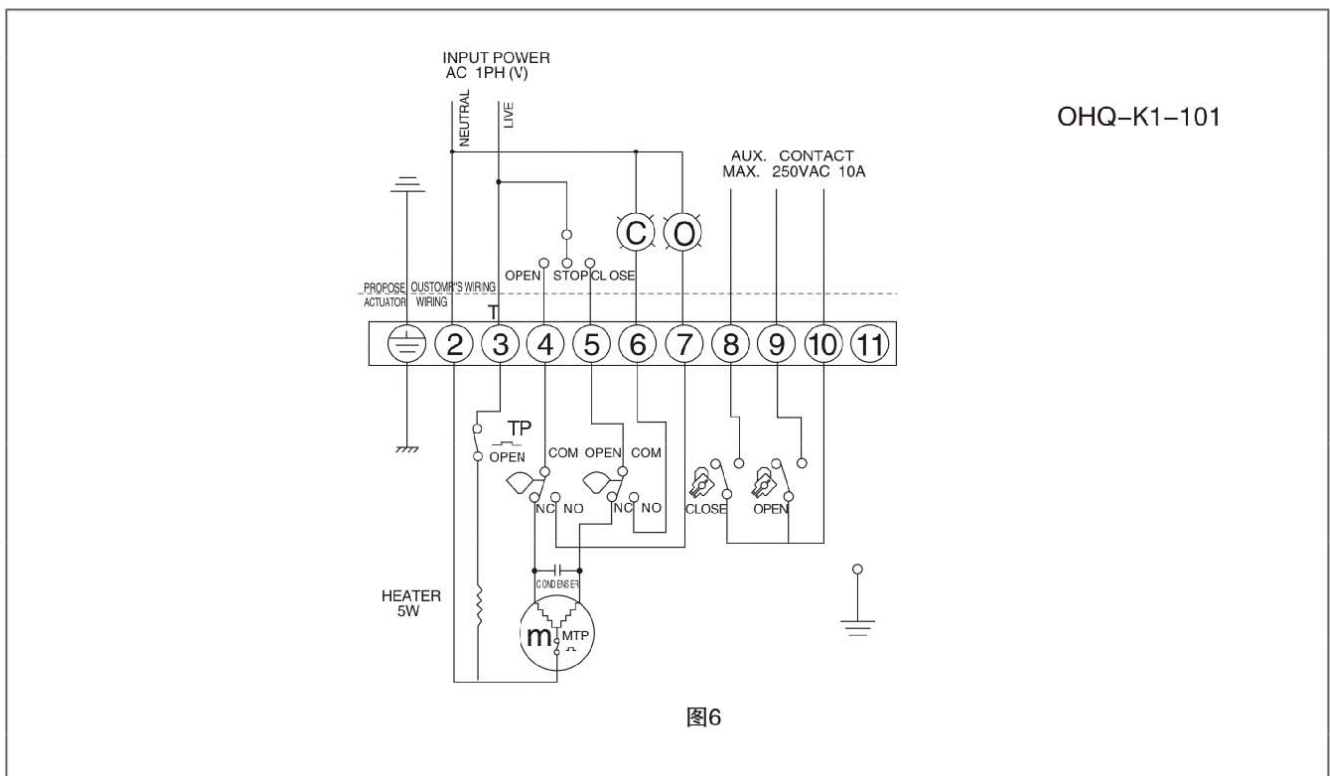 INPUT POWER
AC 1PH (V)
NEUTRAL
LIVE
OHQ-K1-101
AUX. CONTACT
MAX. 250VAC 10A
C O
OPEN STOP CLOSE
PROPOSE OUSTOMR'S WIRING
ACTUATOR WIRING
T
2 3 4 5 6 7 8 9 10 11
TP
OPEN
COM OPEN COM
NC NO NC NO CLOSE OPEN
CONDENSER
HEATER
5W
m MTP
图6